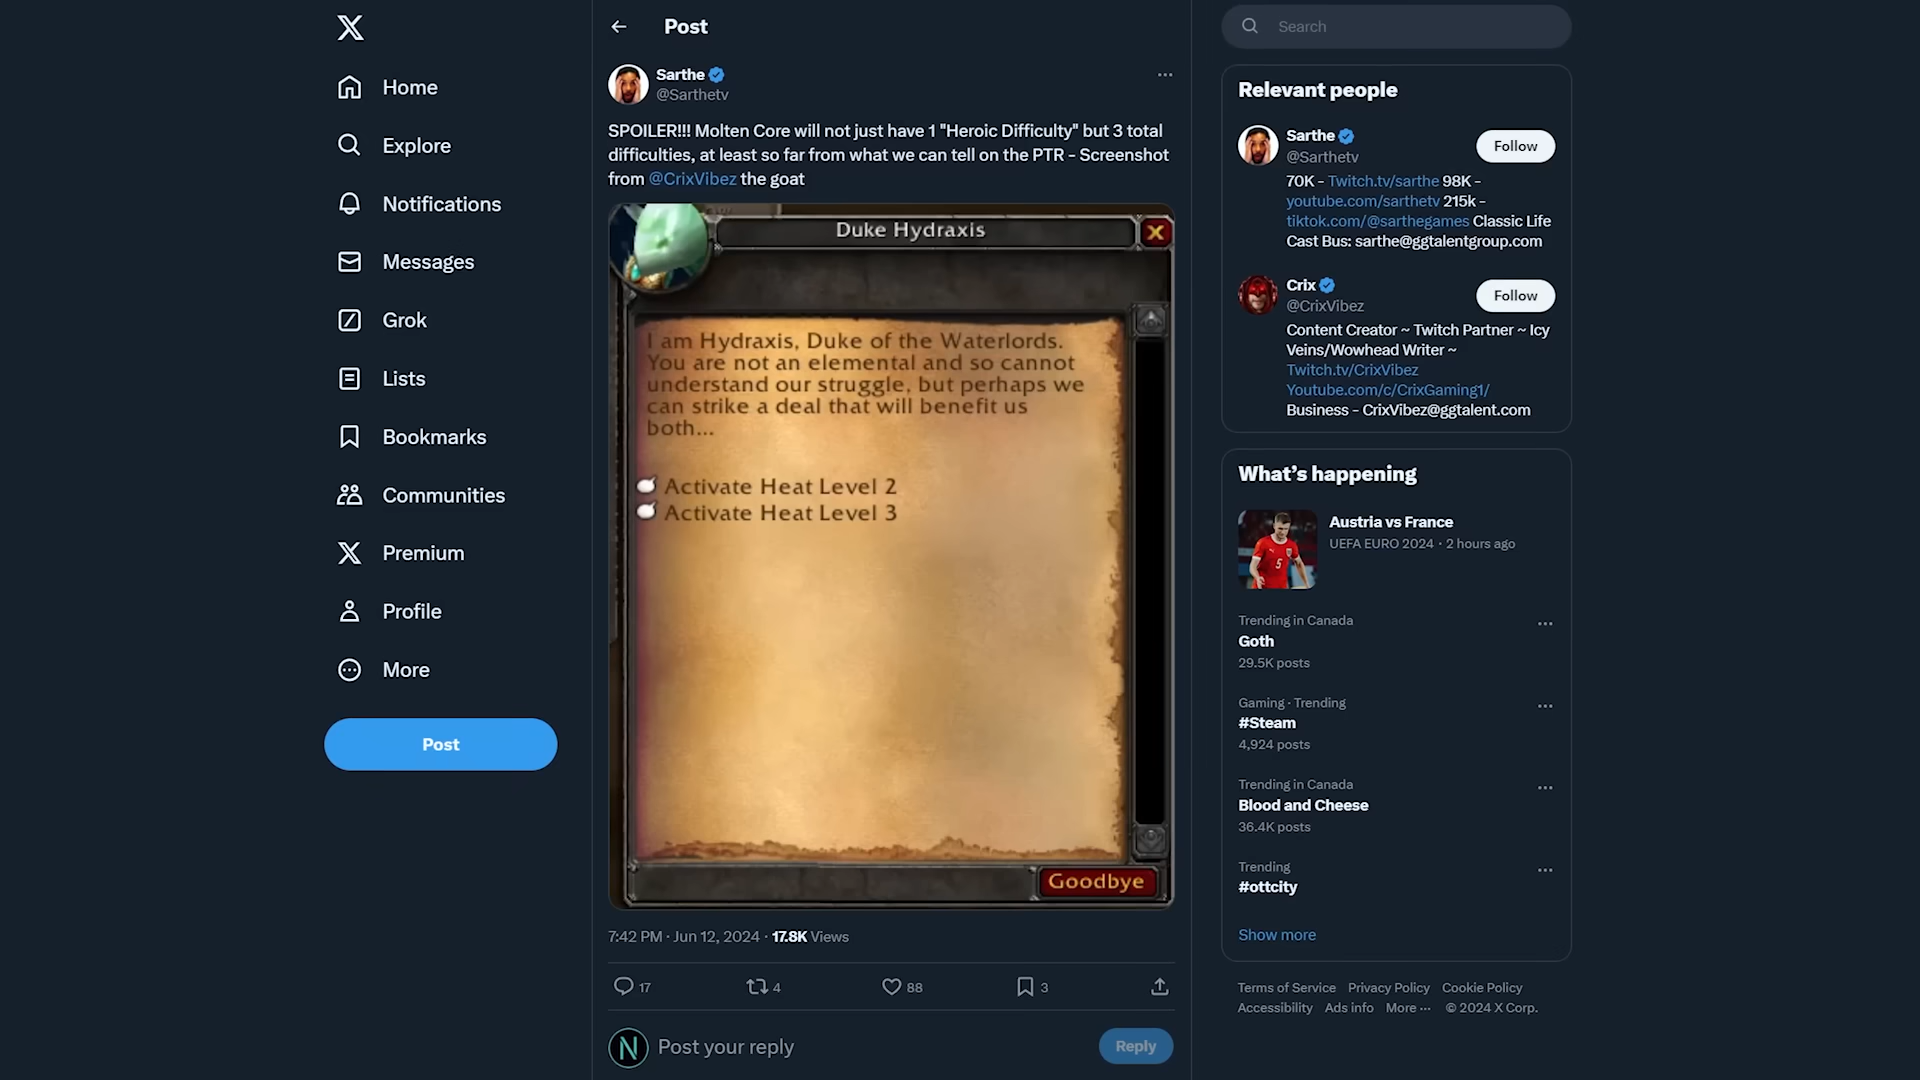 Home
Explore
Notifications
Messages
Grok
Lists
Bookmarks
Communities
Premium
Profile
More
Post
Post
Sarthe
@Sarthetv
SPOILER!!! Molten Core will not just have 1 "Heroic Difficulty" but 3 total
difficulties, at least so far from what we can tell on the PTR - Screenshot
from @CrixVibez the goat
Duke Hydraxis
I am Hydraxis, Duke of the Waterlords.
You are not an elemental and so cannot
understand our struggle, but perhaps we
can strike a deal that will benefit us
both...
Activate Heat Level 2
Activate Heat Level 3
Goodbye
7:42 PM · Jun 12, 2024 · 17.8K Views
17 4 88 3
Post your reply
Reply
Search
Relevant people
Sarthe
Follow
@Sarthetv
70K - Twitch.tv/sarthe 98K -
youtube.com/sarthetv 215k -
tiktok.com/@sarthegames Classic Life
Cast Bus: sarthe@ggtalentgroup.com
Crix
Follow
@CrixVibez
Content Creator ~ Twitch Partner ~ Icy
Veins/Wowhead Writer ~
Twitch.tv/CrixVibez
Youtube.com/c/CrixGaming1/
Business - CrixVibez@ggtalent.com
What's happening
Austria vs France
UEFA EURO 2024 · 2 hours ago
5
Trending in Canada
Goth
29.5K posts
Gaming · Trending
#Steam
4,924 posts
Trending in Canada
Blood and Cheese
36.4K posts
Trending
#ottcity
Show more
Terms of Service Privacy Policy Cookie Policy
Accessibility Ads info More ··· © 2024 X Corp.